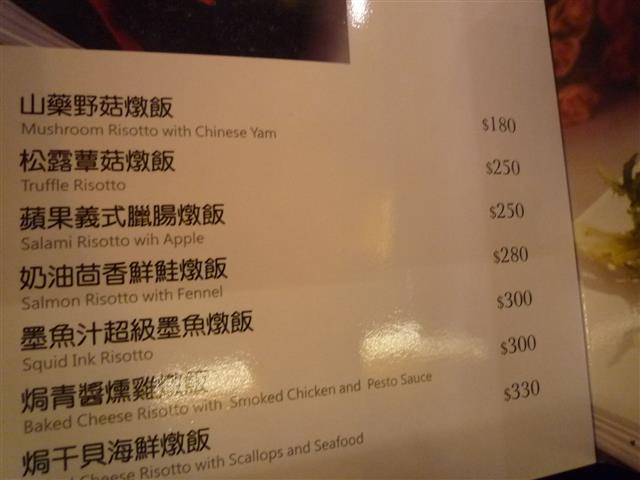 山藥野菇燉飯
Mushroom Risotto with Chinese Yam $180
松露蕈菇燉飯
Truffle Risotto $250
蘋果義式臘腸燉飯
Salami Risotto wih Apple $250
奶油茴香鮮鮭燉飯
Salmon Risotto with Fennel $280
墨魚汁超級墨魚燉飯
Squid Ink Risotto $300
焗青醬燻雞燉飯
Baked Cheese Risotto with Smoked Chicken and Pesto Sauce $300
焗干貝海鮮燉飯
Cheese Risotto with Scallops and Seafood $330